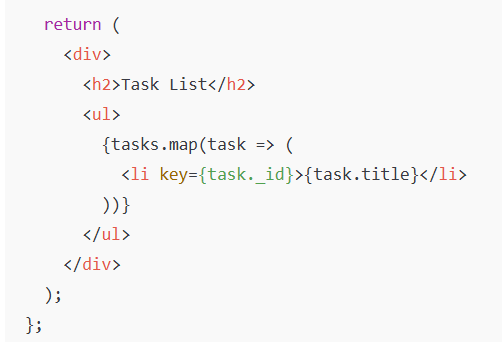 return (
<div>
<h2>Task List</h2>
<ul>
{tasks.map(task => (
<li key={task._id}>{task.title}</li>
))}
</ul>
</div>
);
};